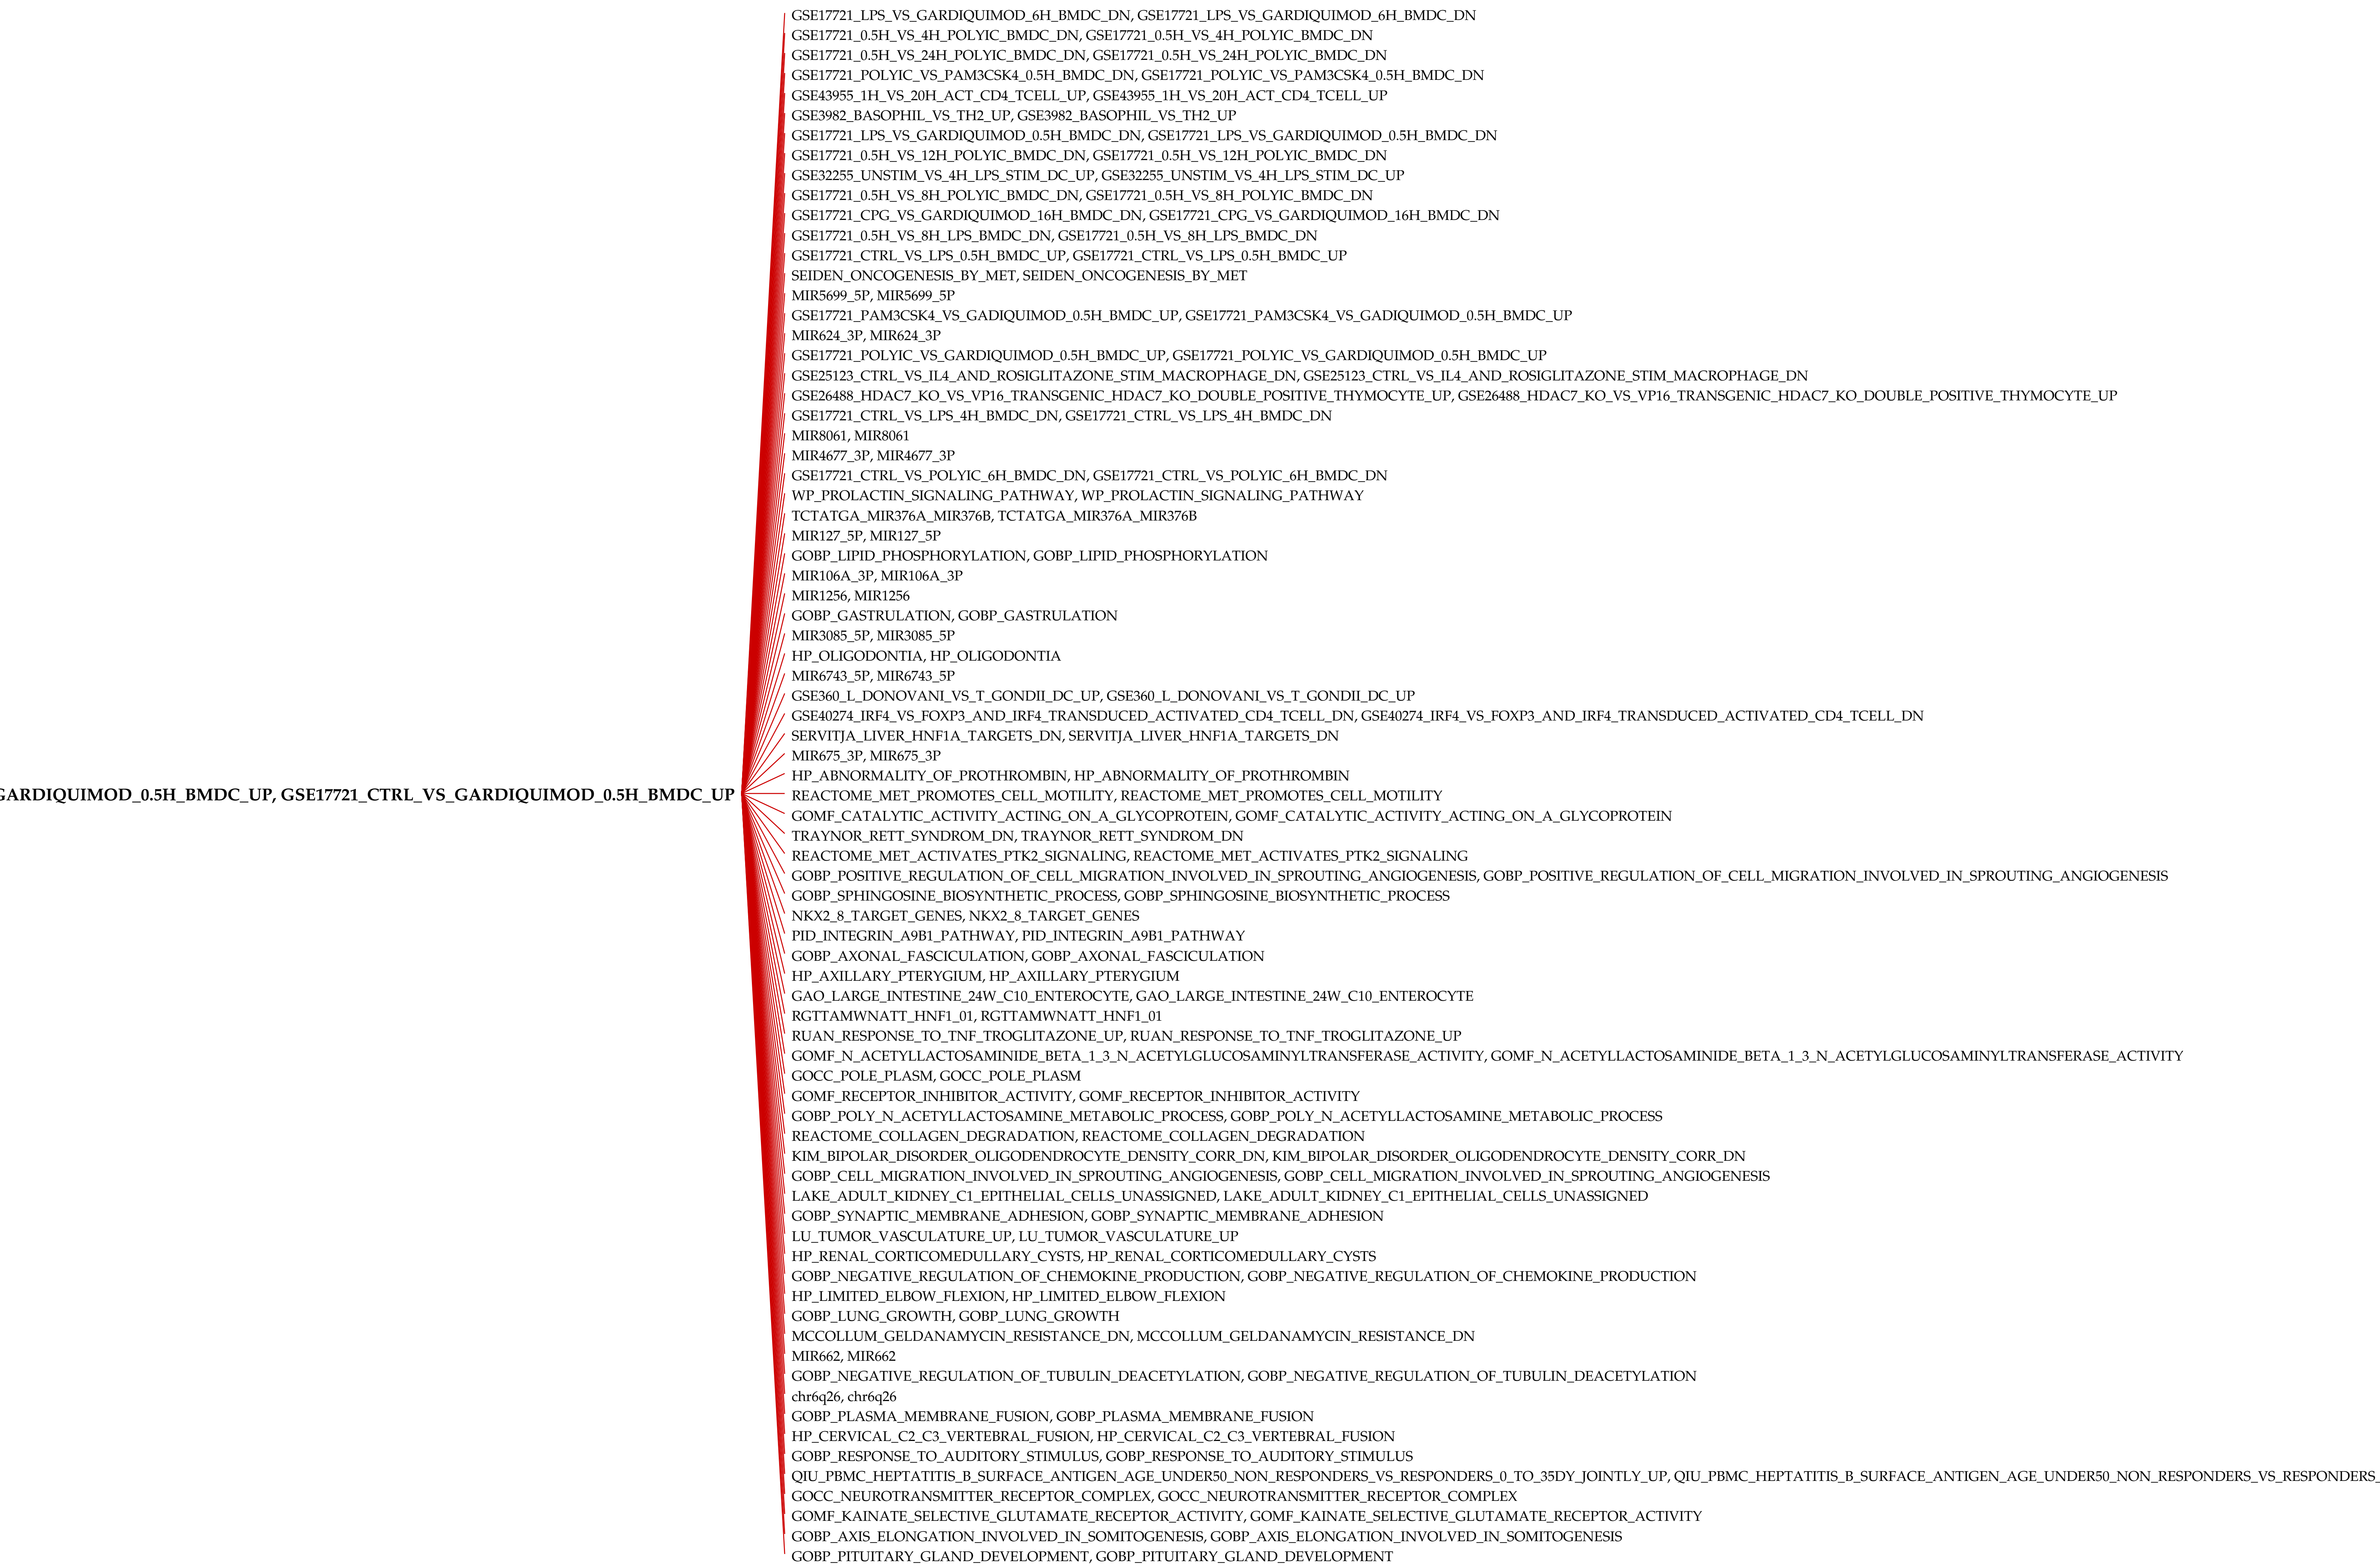 GSE17721_LPS_VS_GARDIQUIMOD_6H_BMDC_DN, GSE17721_LPS_VS_GARDIQUIMOD_6H_BMDC_DN
GSE17721_0.5H_VS_4H_POLYIC_BMDC_DN, GSE17721_0.5H_VS_4H_POLYIC_BMDC_DN
GSE17721_0.5H_VS_24H_POLYIC_BMDC_DN, GSE17721_0.5H_VS_24H_POLYIC_BMDC_DN
GSE17721_POLYIC_VS_PAM3CSK4_0.5H_BMDC_DN, GSE17721_POLYIC_VS_PAM3CSK4_0.5H_BMDC_DN
GSE43955_1H_VS_20H_ACT_CD4_TCELL_UP, GSE43955_1H_VS_20H_ACT_CD4_TCELL_UP
GSE3982_BASOPHIL_VS_TH2_UP, GSE3982_BASOPHIL_VS_TH2_UP
GSE17721_LPS_VS_GARDIQUIMOD_0.5H_BMDC_DN, GSE17721_LPS_VS_GARDIQUIMOD_0.5H_BMDC_DN
GSE17721_0.5H_VS_12H_POLYIC_BMDC_DN, GSE17721_0.5H_VS_12H_POLYIC_BMDC_DN
GSE32255_UNSTIM_VS_4H_LPS_STIM_DC_UP, GSE32255_UNSTIM_VS_4H_LPS_STIM_DC_UP
GSE17721_0.5H_VS_8H_POLYIC_BMDC_DN, GSE17721_0.5H_VS_8H_POLYIC_BMDC_DN
GSE17721_CPG_VS_GARDIQUIMOD_16H_BMDC_DN, GSE17721_CPG_VS_GARDIQUIMOD_16H_BMDC_DN
GSE17721_0.5H_VS_8H_LPS_BMDC_DN, GSE17721_0.5H_VS_8H_LPS_BMDC_DN
GSE17721_CTRL_VS_LPS_0.5H_BMDC_UP, GSE17721_CTRL_VS_LPS_0.5H_BMDC_UP
SEIDEN_ONCOGENESIS_BY_MET, SEIDEN_ONCOGENESIS_BY_MET
MIR5699_5P, MIR5699_5P
GSE17721_PAM3CSK4_VS_GADIQUIMOD_0.5H_BMDC_UP, GSE17721_PAM3CSK4_VS_GADIQUIMOD_0.5H_BMDC_UP
MIR624_3P, MIR624_3P
GSE17721_POLYIC_VS_GARDIQUIMOD_0.5H_BMDC_UP, GSE17721_POLYIC_VS_GARDIQUIMOD_0.5H_BMDC_UP
GSE25123_CTRL_VS_IL4_AND_ROSIGLITAZONE_STIM_MACROPHAGE_DN, GSE25123_CTRL_VS_IL4_AND_ROSIGLITAZONE_STIM_MACROPHAGE_DN
GSE26488_HDAC7_KO_VS_VP16_TRANSGENIC_HDAC7_KO_DOUBLE_POSITIVE_THYMOCYTE_UP, GSE26488_HDAC7_KO_VS_VP16_TRANSGENIC_HDAC7_KO_DOUBLE_POSITIVE_THYMOCYTE_UP
GSE17721_CTRL_VS_LPS_4H_BMDC_DN, GSE17721_CTRL_VS_LPS_4H_BMDC_DN
MIR8061, MIR8061
MIR4677_3P, MIR4677_3P
GSE17721_CTRL_VS_POLYIC_6H_BMDC_DN, GSE17721_CTRL_VS_POLYIC_6H_BMDC_DN
WP_PROLACTIN_SIGNALING_PATHWAY, WP_PROLACTIN_SIGNALING_PATHWAY
TCTATGA_MIR376A_MIR376B, TCTATGA_MIR376A_MIR376B
MIR127_5P, MIR127_5P
GOBP_LIPID_PHOSPHORYLATION, GOBP_LIPID_PHOSPHORYLATION
MIR106A_3P, MIR106A_3P
MIR1256, MIR1256
GOBP_GASTRULATION, GOBP_GASTRULATION
MIR3085_5P, MIR3085_5P
HP_OLIGODONTIA, HP_OLIGODONTIA
MIR6743_5P, MIR6743_5P
GSE360_L_DONOVANI_VS_T_GONDII_DC_UP, GSE360_L_DONOVANI_VS_T_GONDII_DC_UP
GSE40274_IRF4_VS_FOXP3_AND_IRF4_TRANSDUCED_ACTIVATED_CD4_TCELL_DN, GSE40274_IRF4_VS_FOXP3_AND_IRF4_TRANSDUCED_ACTIVATED_CD4_TCELL_DN
SERVITJA_LIVER_HNF1A_TARGETS_DN, SERVITJA_LIVER_HNF1A_TARGETS_DN
MIR675_3P, MIR675_3P
HP_ABNORMALITY_OF_PROTHROMBIN, HP_ABNORMALITY_OF_PROTHROMBIN
GARDIQUIMOD_0.5H_BMDC_UP, GSE17721_CTRL_VS_GARDIQUIMOD_0.5H_BMDC_UP
REACTOME_MET_PROMOTES_CELL_MOTILITY, REACTOME_MET_PROMOTES_CELL_MOTILITY
GOMF_CATALYTIC_ACTIVITY_ACTING_ON_A_GLYCOPROTEIN, GOMF_CATALYTIC_ACTIVITY_ACTING_ON_A_GLYCOPROTEIN
TRAYNOR_RETT_SYNDROM_DN, TRAYNOR_RETT_SYNDROM_DN
REACTOME_MET_ACTIVATES_PTK2_SIGNALING, REACTOME_MET_ACTIVATES_PTK2_SIGNALING
GOBP_POSITIVE_REGULATION_OF_CELL_MIGRATION_INVOLVED_IN_SPROUTING_ANGIOGENESIS, GOBP_POSITIVE_REGULATION_OF_CELL_MIGRATION_INVOLVED_IN_SPROUTING_ANGIOGENESIS
GOBP_SPHINGOSINE_BIOSYNTHETIC_PROCESS, GOBP_SPHINGOSINE_BIOSYNTHETIC_PROCESS
NKX2_8_TARGET_GENES, NKX2_8_TARGET_GENES
PID_INTEGRIN_A9B1_PATHWAY, PID_INTEGRIN_A9B1_PATHWAY
GOBP_AXONAL_FASCICULATION, GOBP_AXONAL_FASCICULATION
HP_AXILLARY_PTERYGIUM, HP_AXILLARY_PTERYGIUM
GAO_LARGE_INTESTINE_24W_C10_ENTEROCYTE, GAO_LARGE_INTESTINE_24W_C10_ENTEROCYTE
RGTTAMWNATT_HNF1_01, RGTTAMWNATT_HNF1_01
RUAN_RESPONSE_TO_TNF_TROGLITAZONE_UP, RUAN_RESPONSE_TO_TNF_TROGLITAZONE_UP
GOMF_N_ACETYLLACTOSAMINIDE_BETA_1_3_N_ACETYLGLUCOSAMINYLTRANSFERASE_ACTIVITY, GOMF_N_ACETYLLACTOSAMINIDE_BETA_1_3_N_ACETYLGLUCOSAMINYLTRANSFERASE_ACTIVITY
GOCC_POLE_PLASM, GOCC_POLE_PLASM
GOMF_RECEPTOR_INHIBITOR_ACTIVITY, GOMF_RECEPTOR_INHIBITOR_ACTIVITY
GOBP_POLY_N_ACETYLLACTOSAMINE_METABOLIC_PROCESS, GOBP_POLY_N_ACETYLLACTOSAMINE_METABOLIC_PROCESS
REACTOME_COLLAGEN_DEGRADATION, REACTOME_COLLAGEN_DEGRADATION
KIM_BIPOLAR_DISORDER_OLIGODENDROCYTE_DENSITY_CORR_DN, KIM_BIPOLAR_DISORDER_OLIGODENDROCYTE_DENSITY_CORR_DN
GOBP_CELL_MIGRATION_INVOLVED_IN_SPROUTING_ANGIOGENESIS, GOBP_CELL_MIGRATION_INVOLVED_IN_SPROUTING_ANGIOGENESIS
LAKE_ADULT_KIDNEY_C1_EPITHELIAL_CELLS_UNASSIGNED, LAKE_ADULT_KIDNEY_C1_EPITHELIAL_CELLS_UNASSIGNED
GOBP_SYNAPTIC_MEMBRANE_ADHESION, GOBP_SYNAPTIC_MEMBRANE_ADHESION
LU_TUMOR_VASCULATURE_UP, LU_TUMOR_VASCULATURE_UP
HP_RENAL_CORTICOMEDULLARY_CYSTS, HP_RENAL_CORTICOMEDULLARY_CYSTS
GOBP_NEGATIVE_REGULATION_OF_CHEMOKINE_PRODUCTION, GOBP_NEGATIVE_REGULATION_OF_CHEMOKINE_PRODUCTION
HP_LIMITED_ELBOW_FLEXION, HP_LIMITED_ELBOW_FLEXION
GOBP_LUNG_GROWTH, GOBP_LUNG_GROWTH
MCCOLLUM_GELDANAMYCIN_RESISTANCE_DN, MCCOLLUM_GELDANAMYCIN_RESISTANCE_DN
MIR662, MIR662
GOBP_NEGATIVE_REGULATION_OF_TUBULIN_DEACETYLATION, GOBP_NEGATIVE_REGULATION_OF_TUBULIN_DEACETYLATION
chr6q26, chr6q26
GOBP_PLASMA_MEMBRANE_FUSION, GOBP_PLASMA_MEMBRANE_FUSION
HP_CERVICAL_C2_C3_VERTEBRAL_FUSION, HP_CERVICAL_C2_C3_VERTEBRAL_FUSION
GOBP_RESPONSE_TO_AUDITORY_STIMULUS, GOBP_RESPONSE_TO_AUDITORY_STIMULUS
QIU_PBMC_HEPTATITIS_B_SURFACE_ANTIGEN_AGE_UNDER50_NON_RESPONDERS_VS_RESPONDERS_0_TO_35DY_JOINTLY_UP, QIU_PBMC_HEPTATITIS_B_SURFACE_ANTIGEN_AGE_UNDER50_NON_RESPONDERS_VS_RESPONDERS_
GOCC_NEUROTRANSMITTER_RECEPTOR_COMPLEX, GOCC_NEUROTRANSMITTER_RECEPTOR_COMPLEX
GOMF_KAINATE_SELECTIVE_GLUTAMATE_RECEPTOR_ACTIVITY, GOMF_KAINATE_SELECTIVE_GLUTAMATE_RECEPTOR_ACTIVITY
GOBP_AXIS_ELONGATION_INVOLVED_IN_SOMITOGENESIS, GOBP_AXIS_ELONGATION_INVOLVED_IN_SOMITOGENESIS
GOBP_PITUITARY_GLAND_DEVELOPMENT, GOBP_PITUITARY_GLAND_DEVELOPMENT